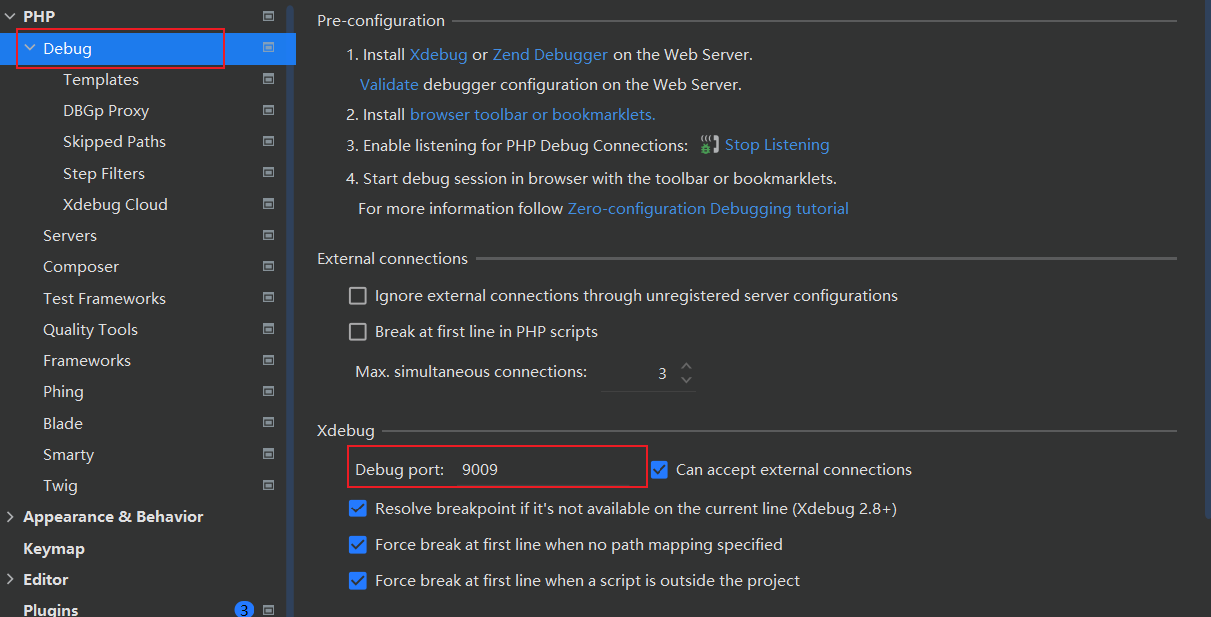 PHP
Debug
Templates
DBGp Proxy
Skipped Paths
Step Filters
Xdebug Cloud
Servers
Composer
Test Frameworks
Quality Tools
Frameworks
Phing
Blade
Smarty
Twig
Appearance & Behavior
Keymap
Editor
Plugins 3
Pre-configuration
1. Install Xdebug or Zend Debugger on the Web Server.
Validate debugger configuration on the Web Server.
2. Install browser toolbar or bookmarklets.
3. Enable listening for PHP Debug Connections: Stop Listening
4. Start debug session in browser with the toolbar or bookmarklets.
For more information follow Zero-configuration Debugging tutorial
External connections
Ignore external connections through unregistered server configurations
Break at first line in PHP scripts
Max. simultaneous connections: 3
Xdebug
Debug port: 9009 Can accept external connections
Resolve breakpoint if it's not available on the current line (Xdebug 2.8+)
Force break at first line when no path mapping specified
Force break at first line when a script is outside the project